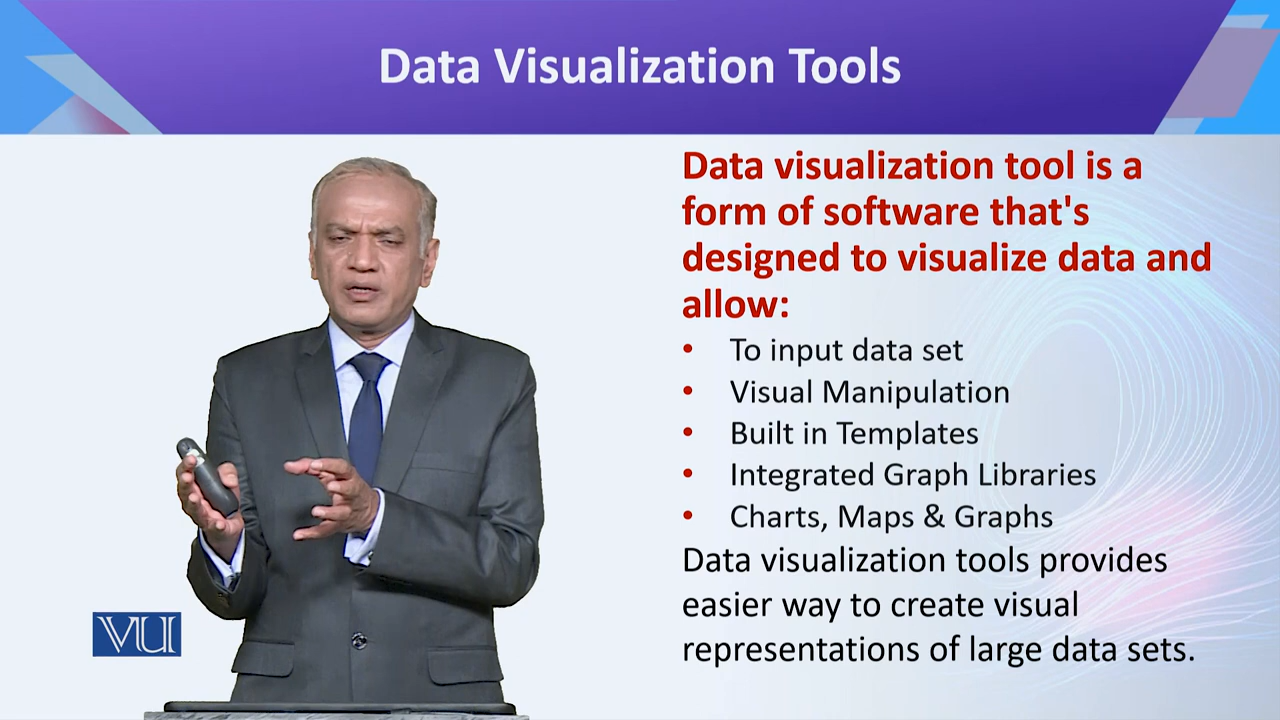 Data Visualization Tools
Data visualization tool is a
form of software that's
designed to visualize data and
allow:
• To input data set
• Visual Manipulation
• Built in Templates
• Integrated Graph Libraries
• Charts, Maps & Graphs
Data visualization tools provides
easier way to create visual
representations of large data sets.
VU